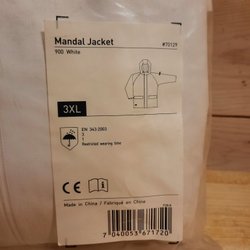 Mandal Jacket
#70129
900 White
3XL
EN 343:2003
1
Restricted wearing time
CE
Made in China / Fabriqué en Chine
7 040053 671720